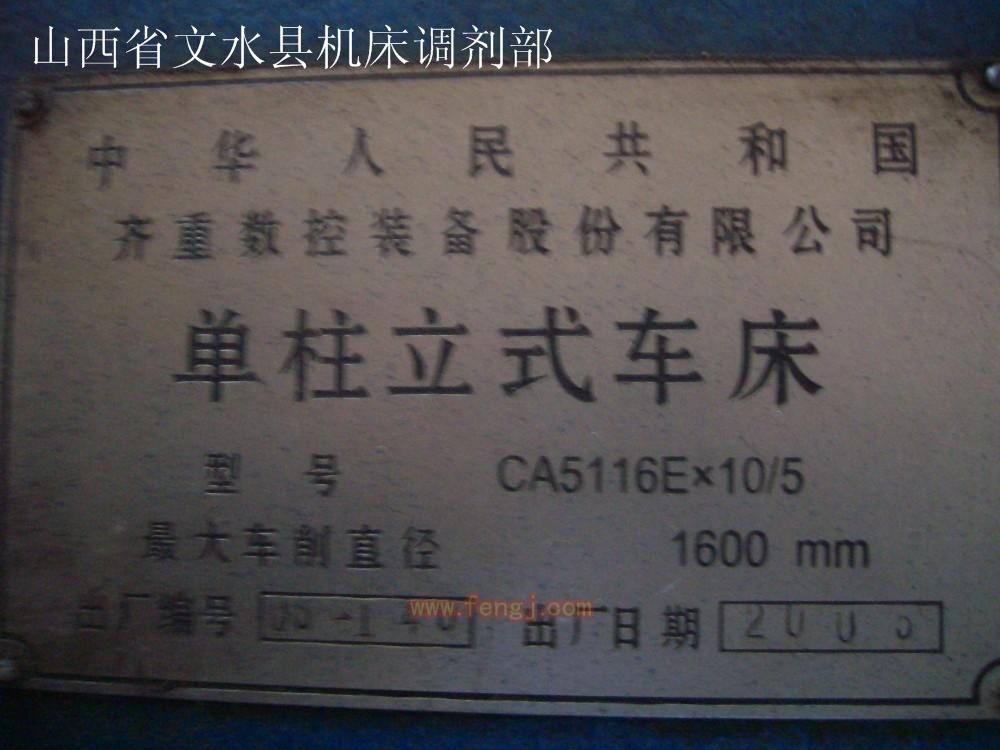 山西省文水县机床调剂部
中华人民共和国
齐重数控装备股份有限公司
单柱立式车床
型号 CA5116E×10/5
最大车削直径 1600 mm
www.fengj.com
出厂编号 出厂日期